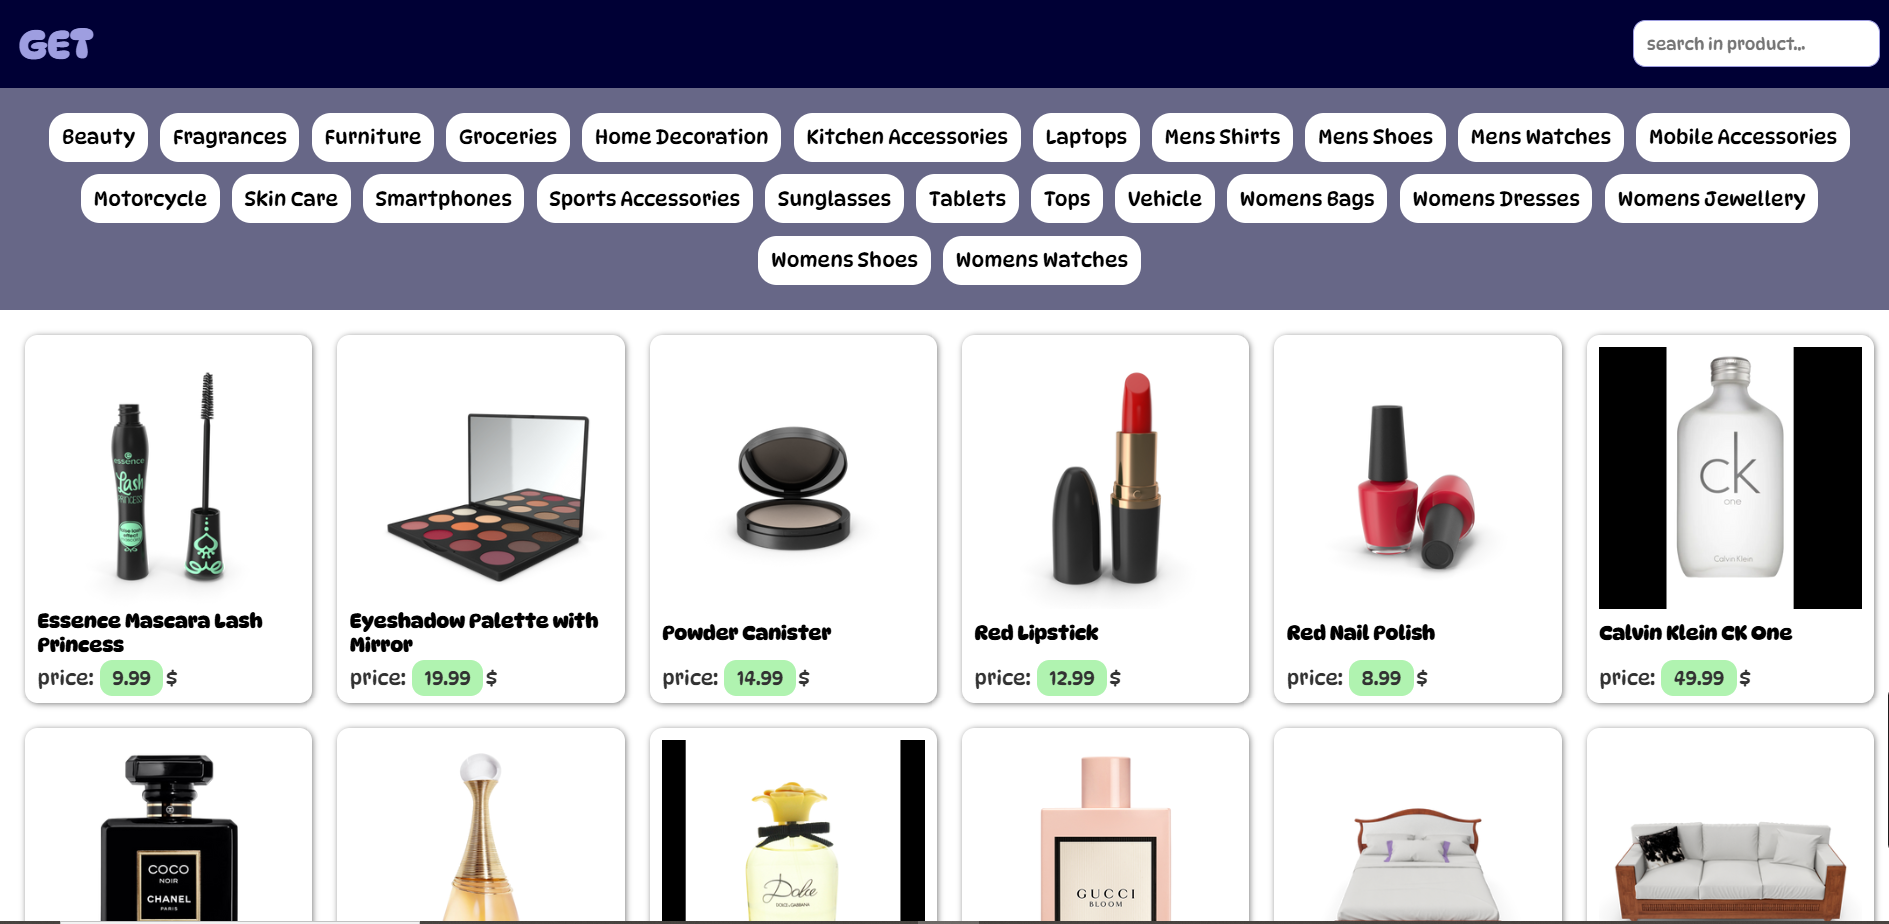 GET
search in product...
Beauty Fragrances Furniture Groceries Home Decoration Kitchen Accessories Laptops Mens Shirts Mens Shoes Mens Watches Mobile Accessories
Motorcycle Skin Care Smartphones Sports Accessories Sunglasses Tablets Tops Vehicle Womens Bags Womens Dresses Womens Jewellery
Womens Shoes Womens Watches
essence
Lash
PRINCESS
Essence Mascara Lash
Princess
price: 9.99 $
Eyeshadow Palette with
Mirror
price: 19.99 $
Powder Canister
price: 14.99 $
Red Lipstick
price: 12.99 $
Red Nail Polish
price: 8.99 $
ck
one
Calvin Klein
Calvin Klein CK One
price: 49.99 $
COCO
NOIR
CHANEL
PARIS
Dolce
DOLCE & GABBANA
GUCCI
BLOOM